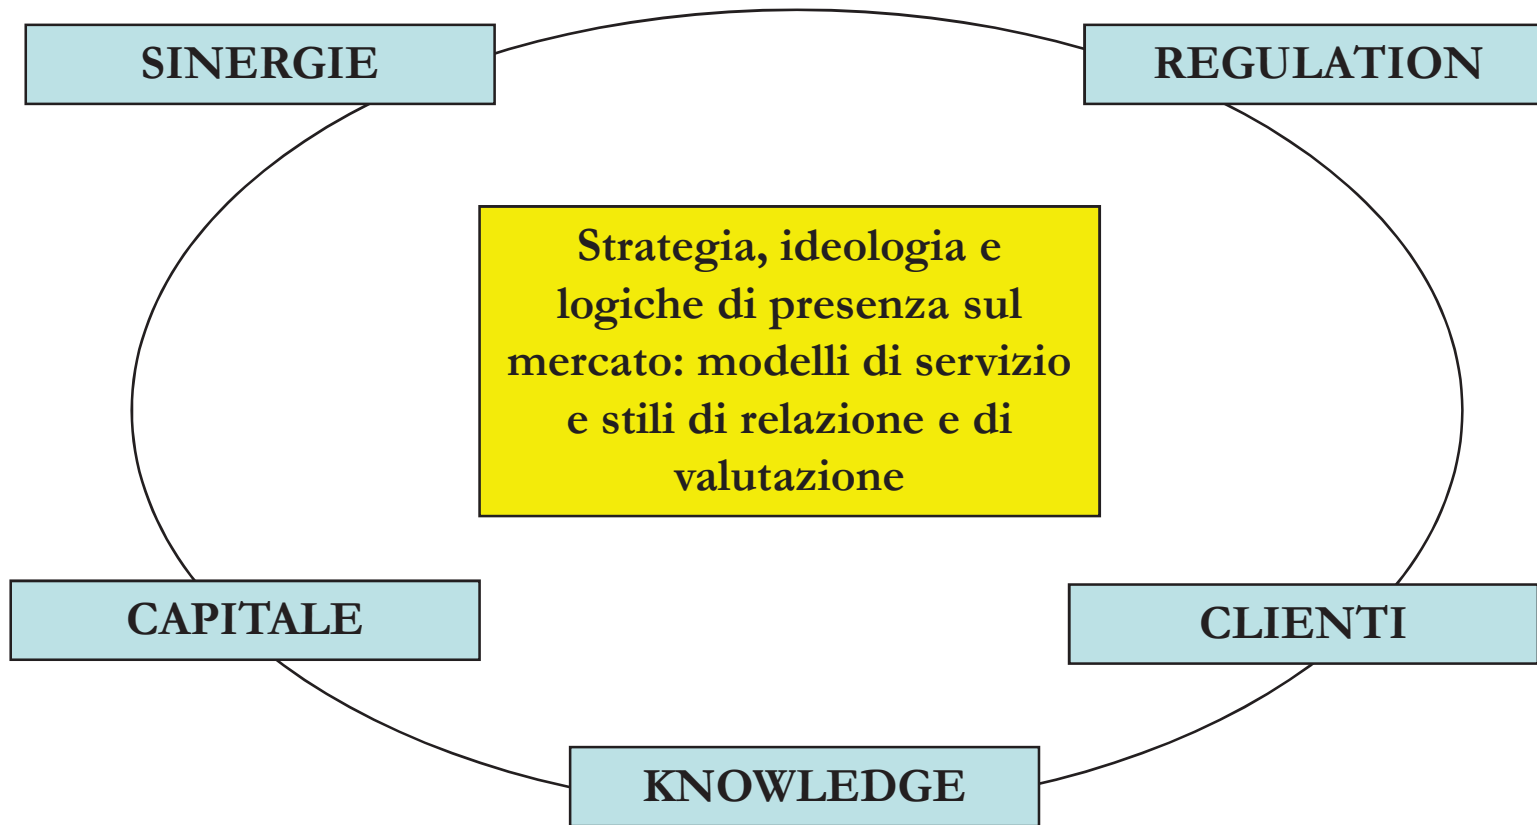 SINERGIE
REGULATION
Strategia, ideologia e
logiche di presenza sul
mercato: modelli di servizio
e stili di relazione e di
valutazione
CAPITALE
CLIENTI
KNOWLEDGE